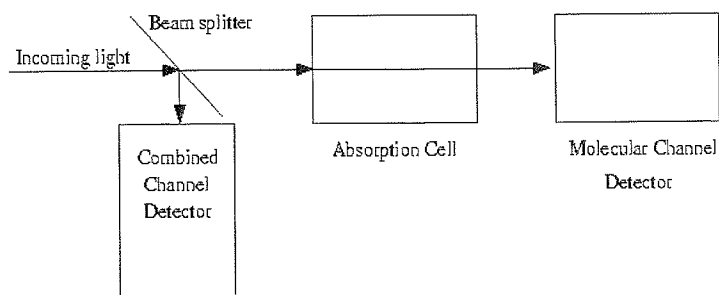 Beam splitter
Incoming light
Combined
Channel
Detector
Absorption Cell
Molecular Channel
Detector